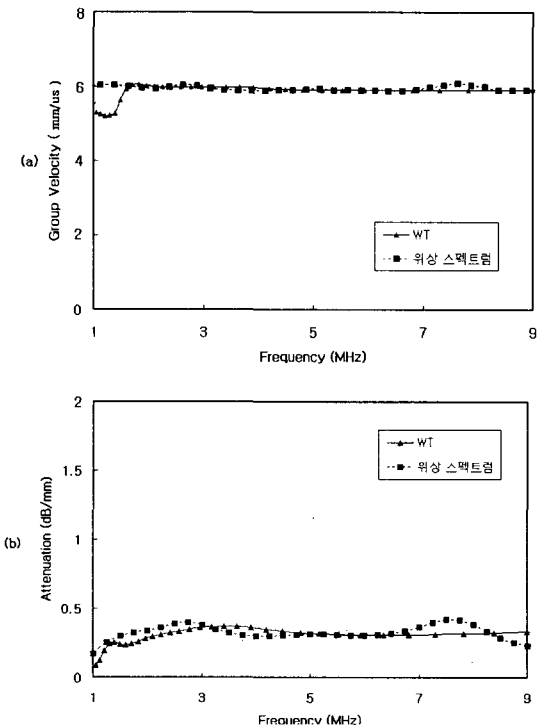 (a)
Group Velocity ( mm/us)
8
6
4
2
0
WT
위상 스펙트럼
1 3 5 7 9
Frequency (MHz)
(b)
Attenuation (dB/mm)
2
1.5
1
0.5
0
WT
위상 스펙트럼
1 3 5 7 9
Frequency (MHz)